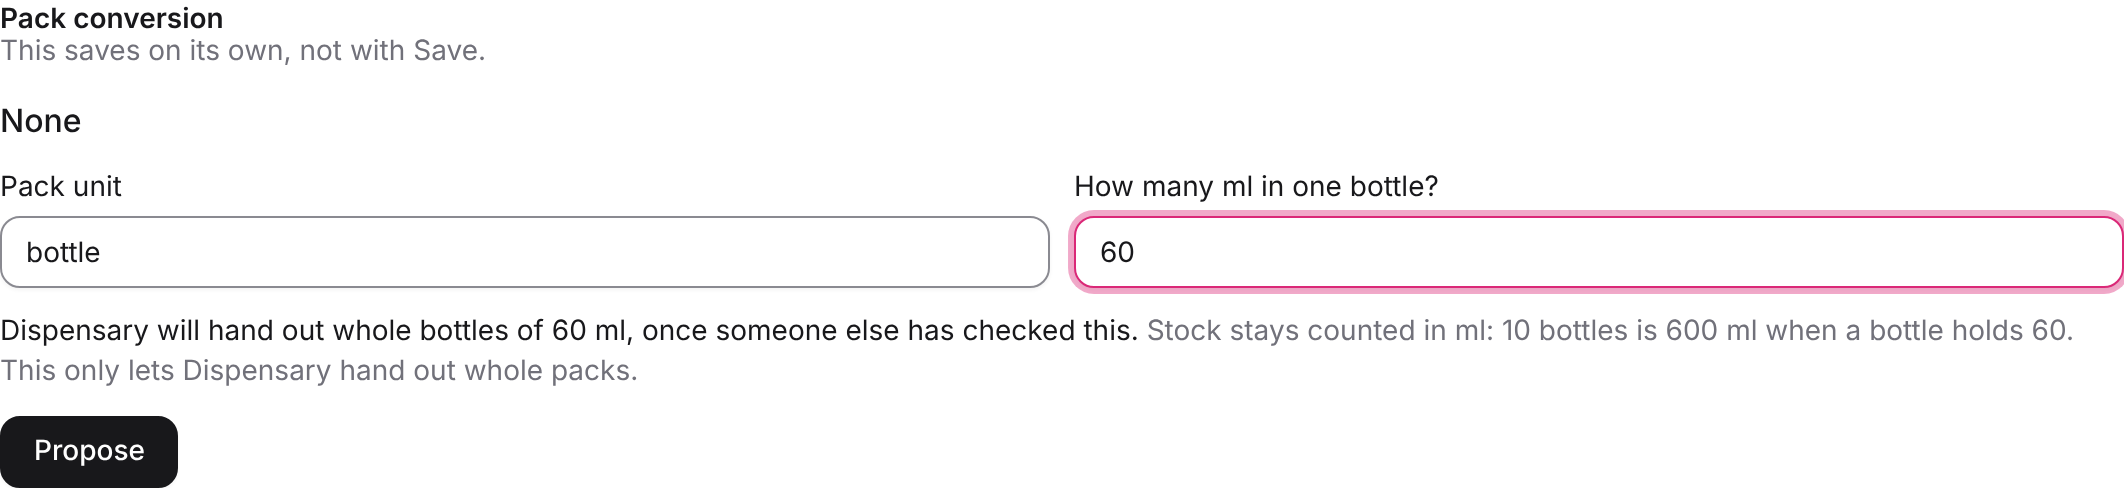 Pack conversion
This saves on its own, not with Save.
None
Pack unit
How many ml in one bottle?
bottle
60
Dispensary will hand out whole bottles of 60 ml, once someone else has checked this. Stock stays counted in ml: 10 bottles is 600 ml when a bottle holds 60.
This only lets Dispensary hand out whole packs.
Propose